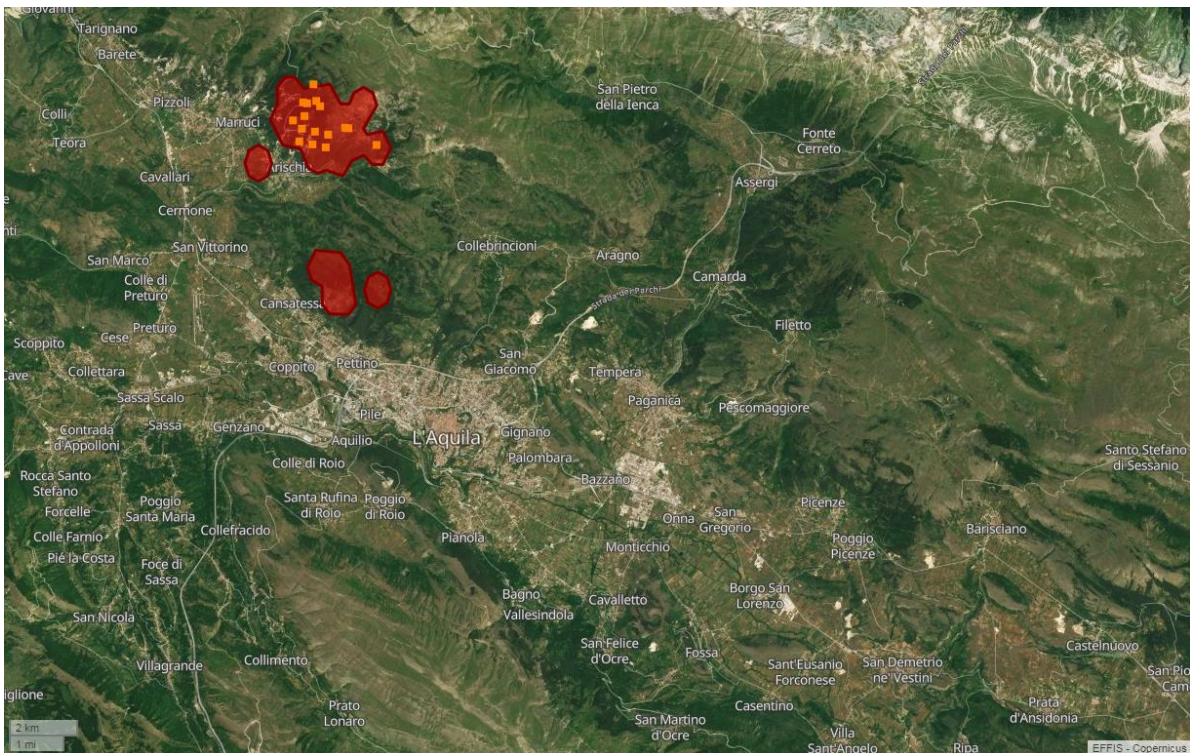 Giovanni
Tarignano
Barete
Pizzoli
Colli
Marruci
Teora
Arischia
Cavallari
Cermone
San Pietro
della Ienca
Fonte
Cerreto
Assergi
San Vittorino
San Marco
Colle di
Preturo
Collebrincioni
Aragno
Camarda
Strada dei Parchi
Cansatessa
Preturo
Cese
Scoppito
Filetto
Collettara
Coppito
Pettino
San
Giacomo
Tempera
Sassa Scalo
Paganica
Pescomaggiore
Pile
Sassa
Genzano
Aquilio
L'Aquila
Gignano
Contrada
d'Appolloni
Colle di Roio
Palombara
Santo Stefano
di Sessanio
Rocca Santo
Stefano
Bazzano
Forcelle
Poggio
Santa Maria
Santa Rufina
di Roio
Poggio
di Roio
Picenze
Onna
San
Gregorio
Colle Farnio
Collefracido
Pianola
Barisciano
Monticchio
Poggio
Picenze
Pié la Costa
Foce di
Sassa
Bagno
Cavalletto
Borgo San
Lorenzo
Vallesindola
San Nicola
San Felice
d'Ocre
Fossa
Castelnuovo
Villagrande
Collimento
Sant'Eusanio
Forconese
San Demetrio
ne' Vestini
San Pio
Prato
Lonaro
Casentino
Prata
d'Ansidonia
San Martino
d'Ocre
Villa
Sant'Angelo
Ripa
2 km
1 mi
EFFIS - Copernicus